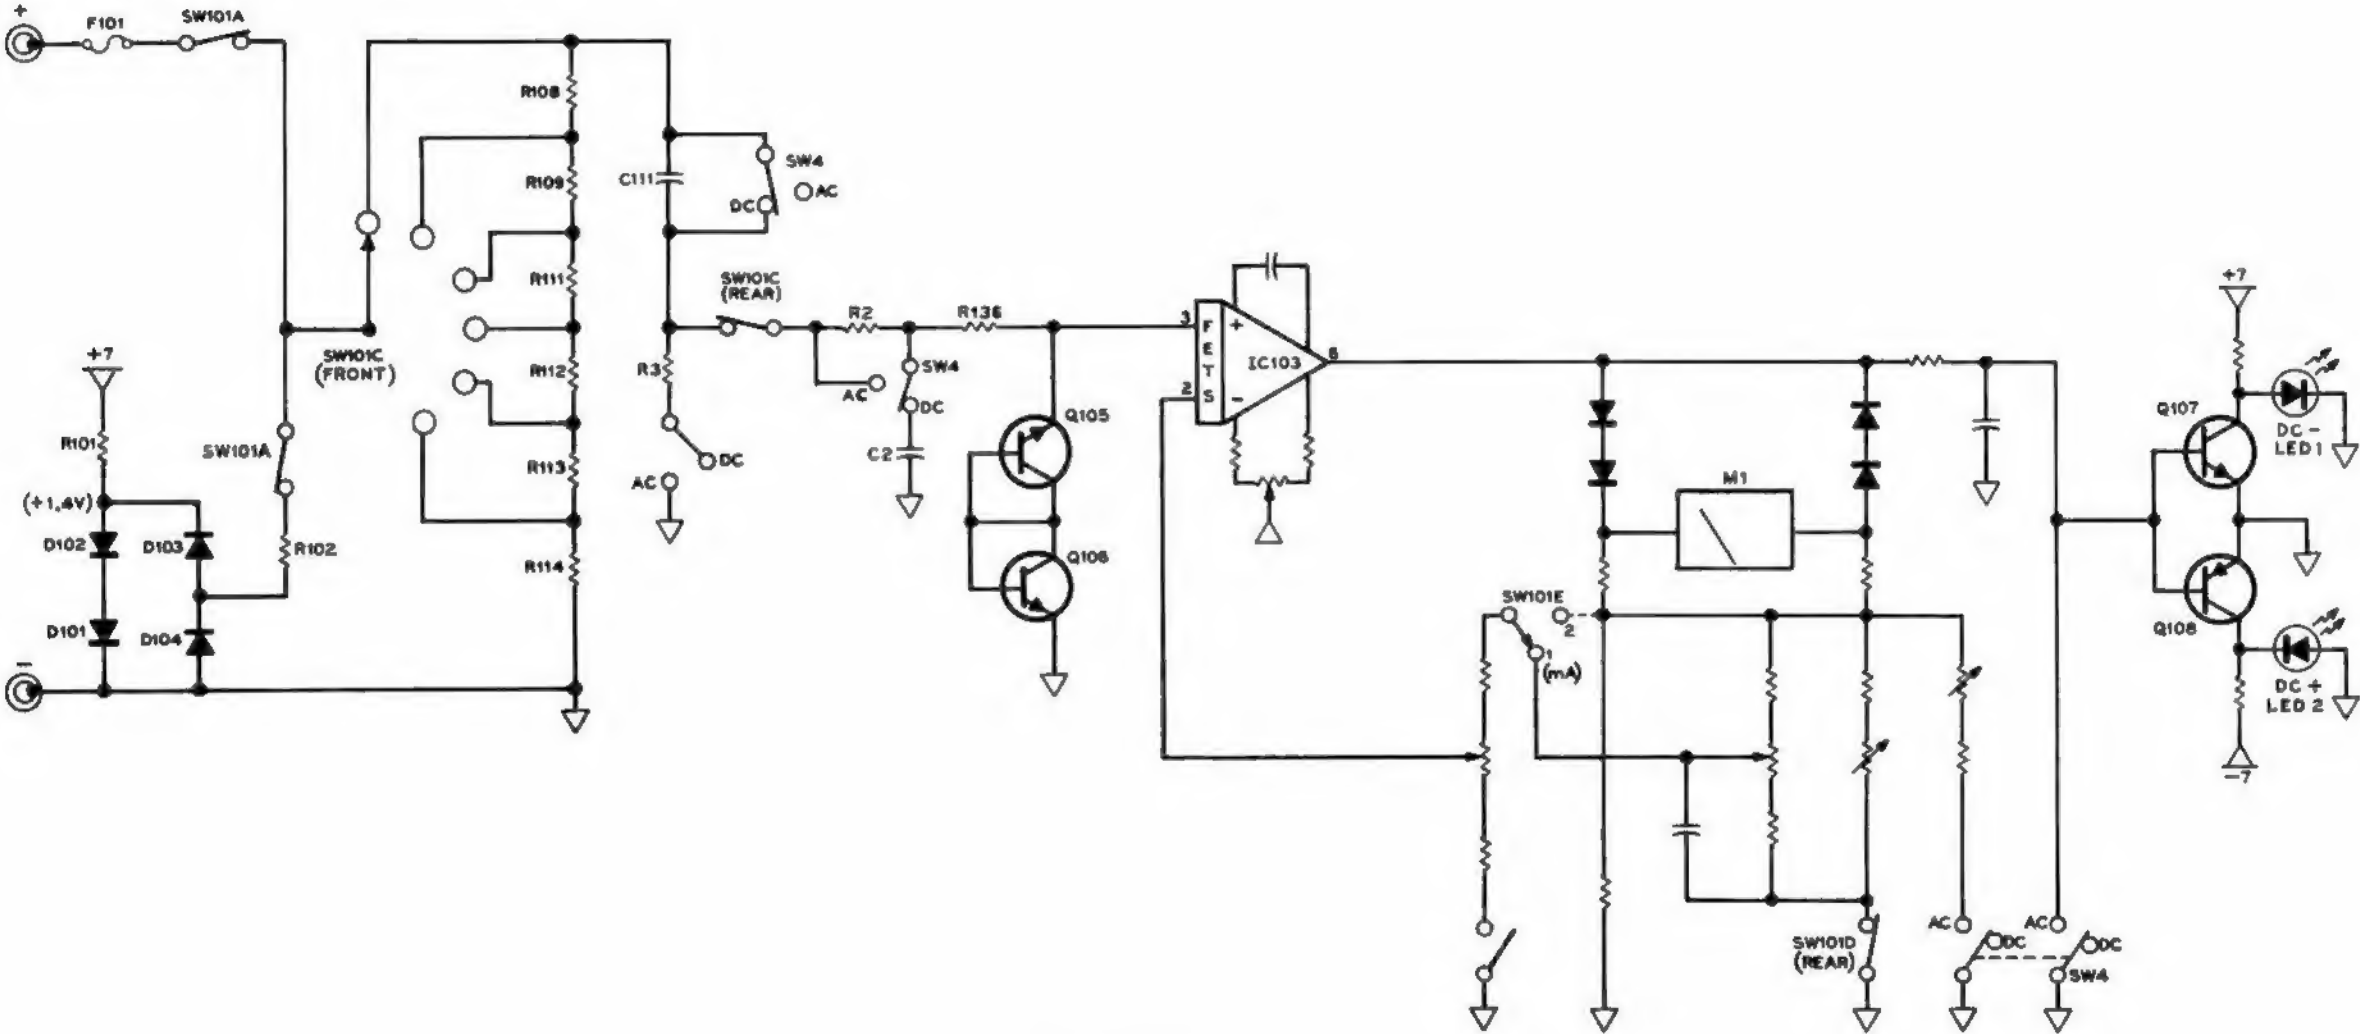 +
F101
SW101A
R108
R109
R111
R112
R113
R114
C111
SW4
DC
AC
SW101C
(REAR)
SW101C
(FRONT)
+7
R101
(+1.4V)
D102
D103
D101
D104
SW101A
R102
−
R3
DC
AC
R2
R136
AC
SW4
DC
C2
Q105
Q106
3
2
F
E
T
S
+
−
IC103
6
M1
SW101E
2
1
(mA)
SW101D
(REAR)
AC
DC
AC
DC
SW4
+7
Q107
DC −
LED 1
Q108
DC +
LED 2
−7